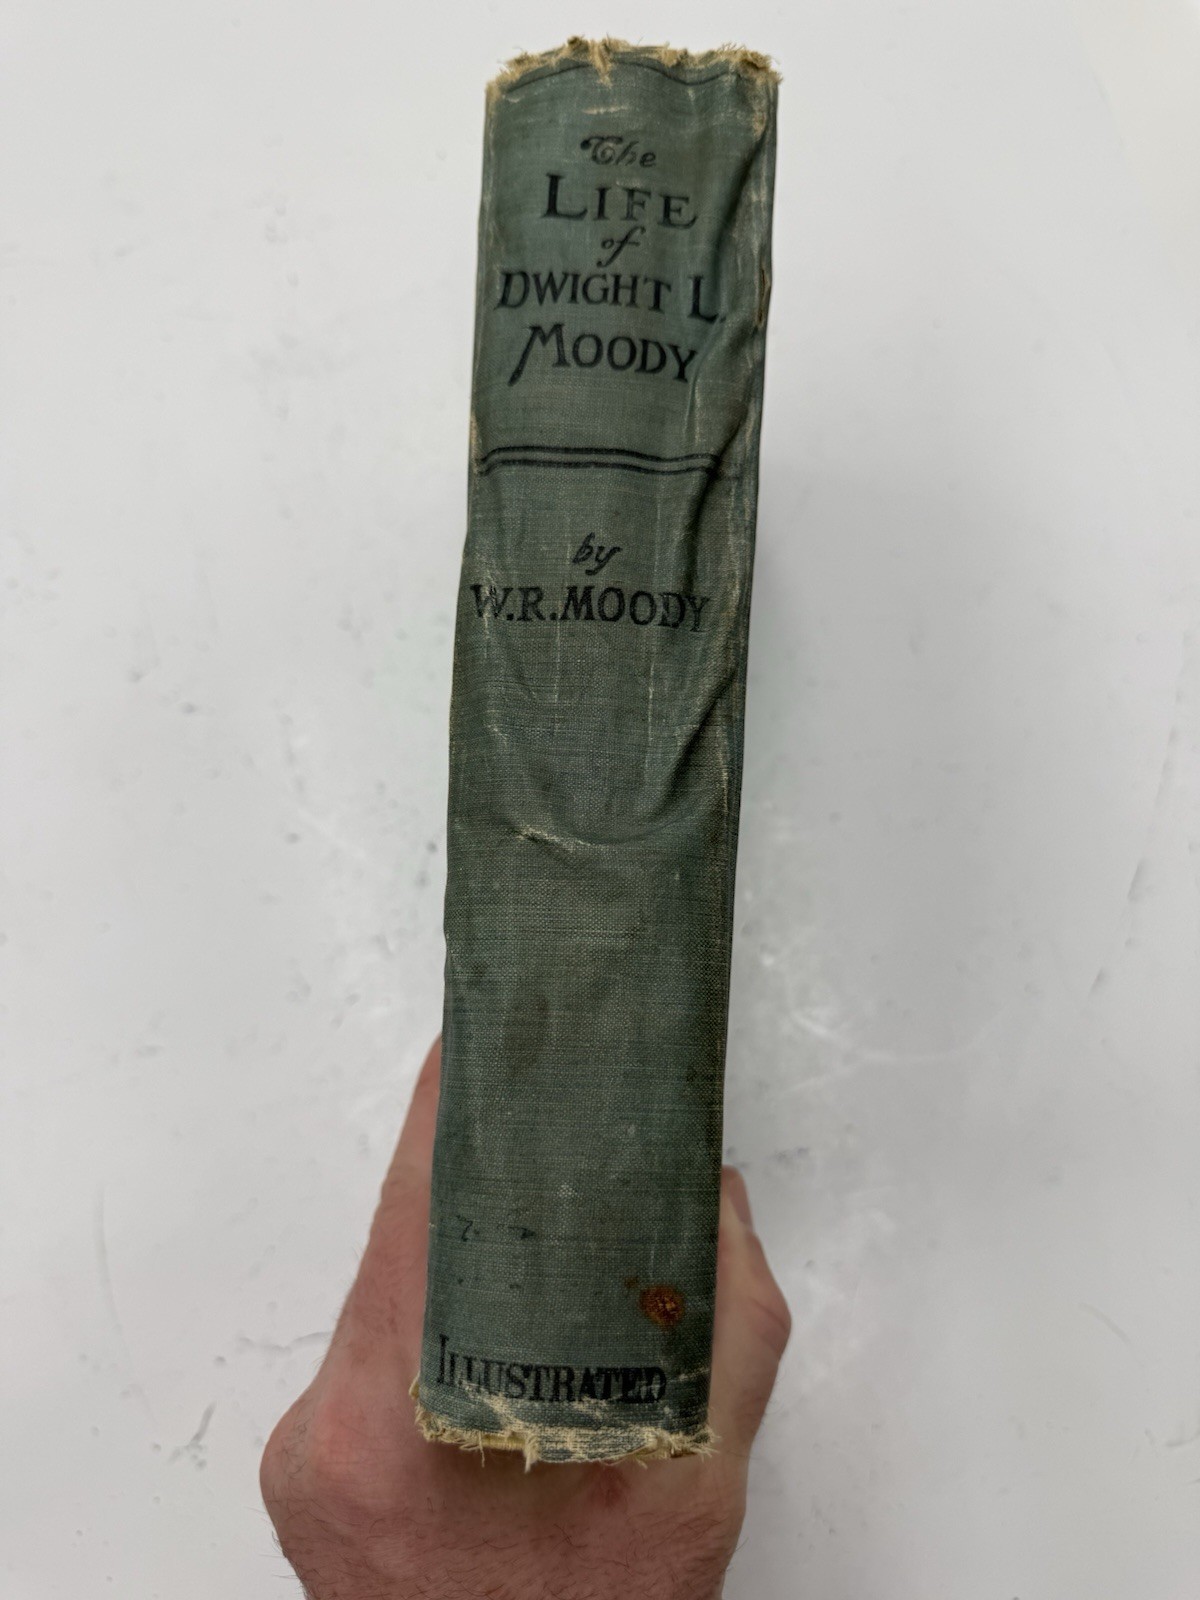 The
LIFE
of
DWIGHT L.
MOODY
by
W.R.MOODY
ILLUSTRATED